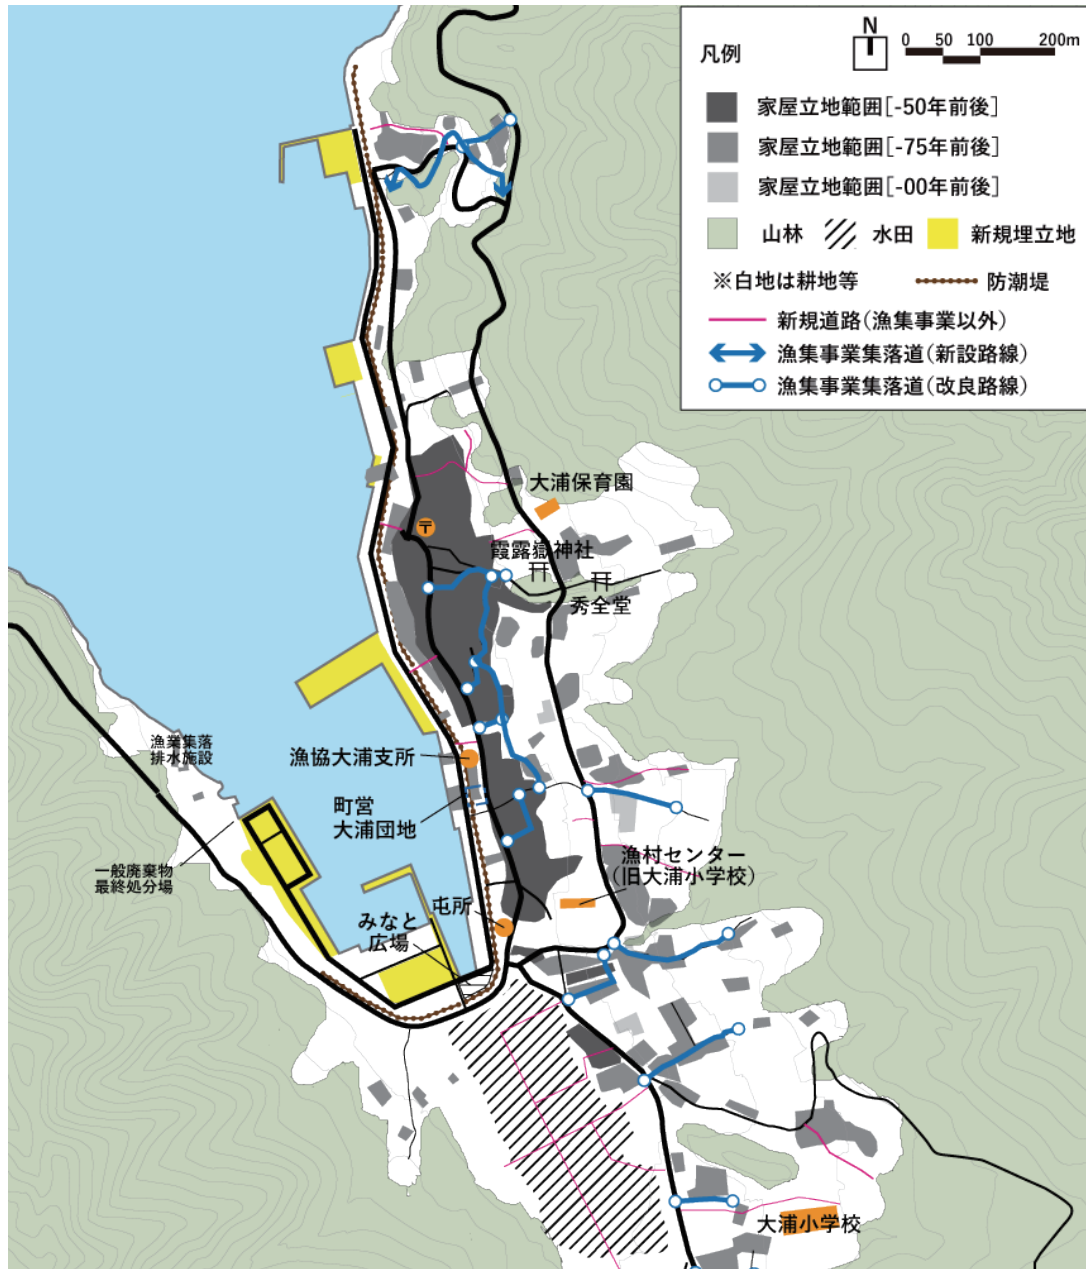 凡例
N
0 50 100 200m
家屋立地範囲[-50年前後]
家屋立地範囲[-75年前後]
家屋立地範囲[-00年前後]
山林 水田 新規埋立地
※白地は耕地等 防潮堤
新規道路(漁集事業以外)
漁集事業集落道(新設路線)
漁集事業集落道(改良路線)
大浦保育園
〒
霞露嶽神社
秀全堂
漁業集落
排水施設
漁協大浦支所
町営
大浦団地
一般廃棄物
最終処分場
漁村センター
(旧大浦小学校)
屯所
みなと
広場
大浦小学校